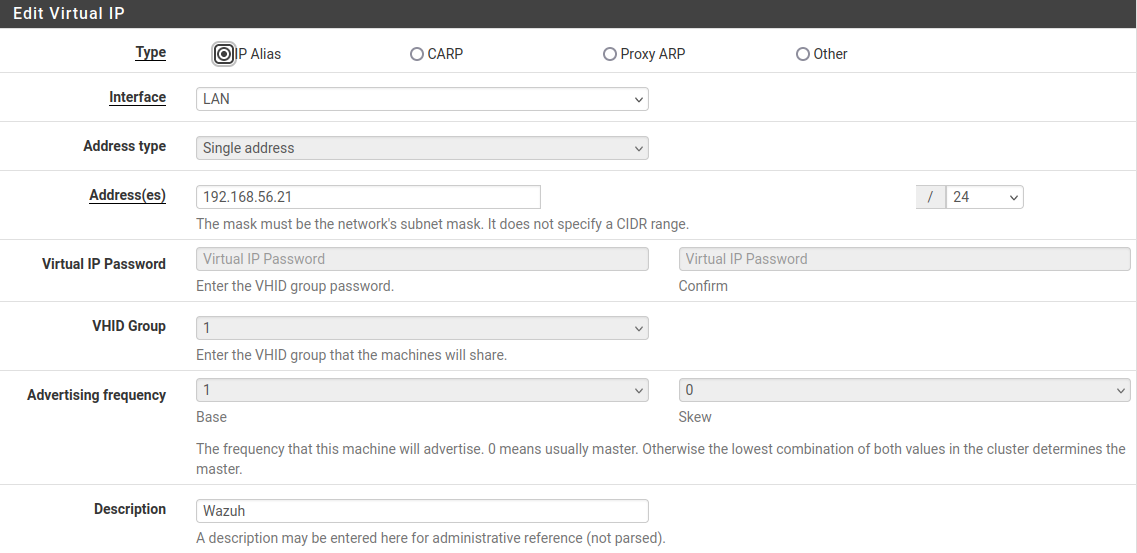 Edit Virtual IP
Type IP Alias CARP Proxy ARP Other
Interface LAN
Address type Single address
Address(es) 192.168.56.21 / 24
The mask must be the network's subnet mask. It does not specify a CIDR range.
Virtual IP Password Virtual IP Password Virtual IP Password
Enter the VHID group password. Confirm
VHID Group 1
Enter the VHID group that the machines will share.
Advertising frequency 1 0
Base Skew
The frequency that this machine will advertise. 0 means usually master. Otherwise the lowest combination of both values in the cluster determines the
master.
Description Wazuh
A description may be entered here for administrative reference (not parsed).